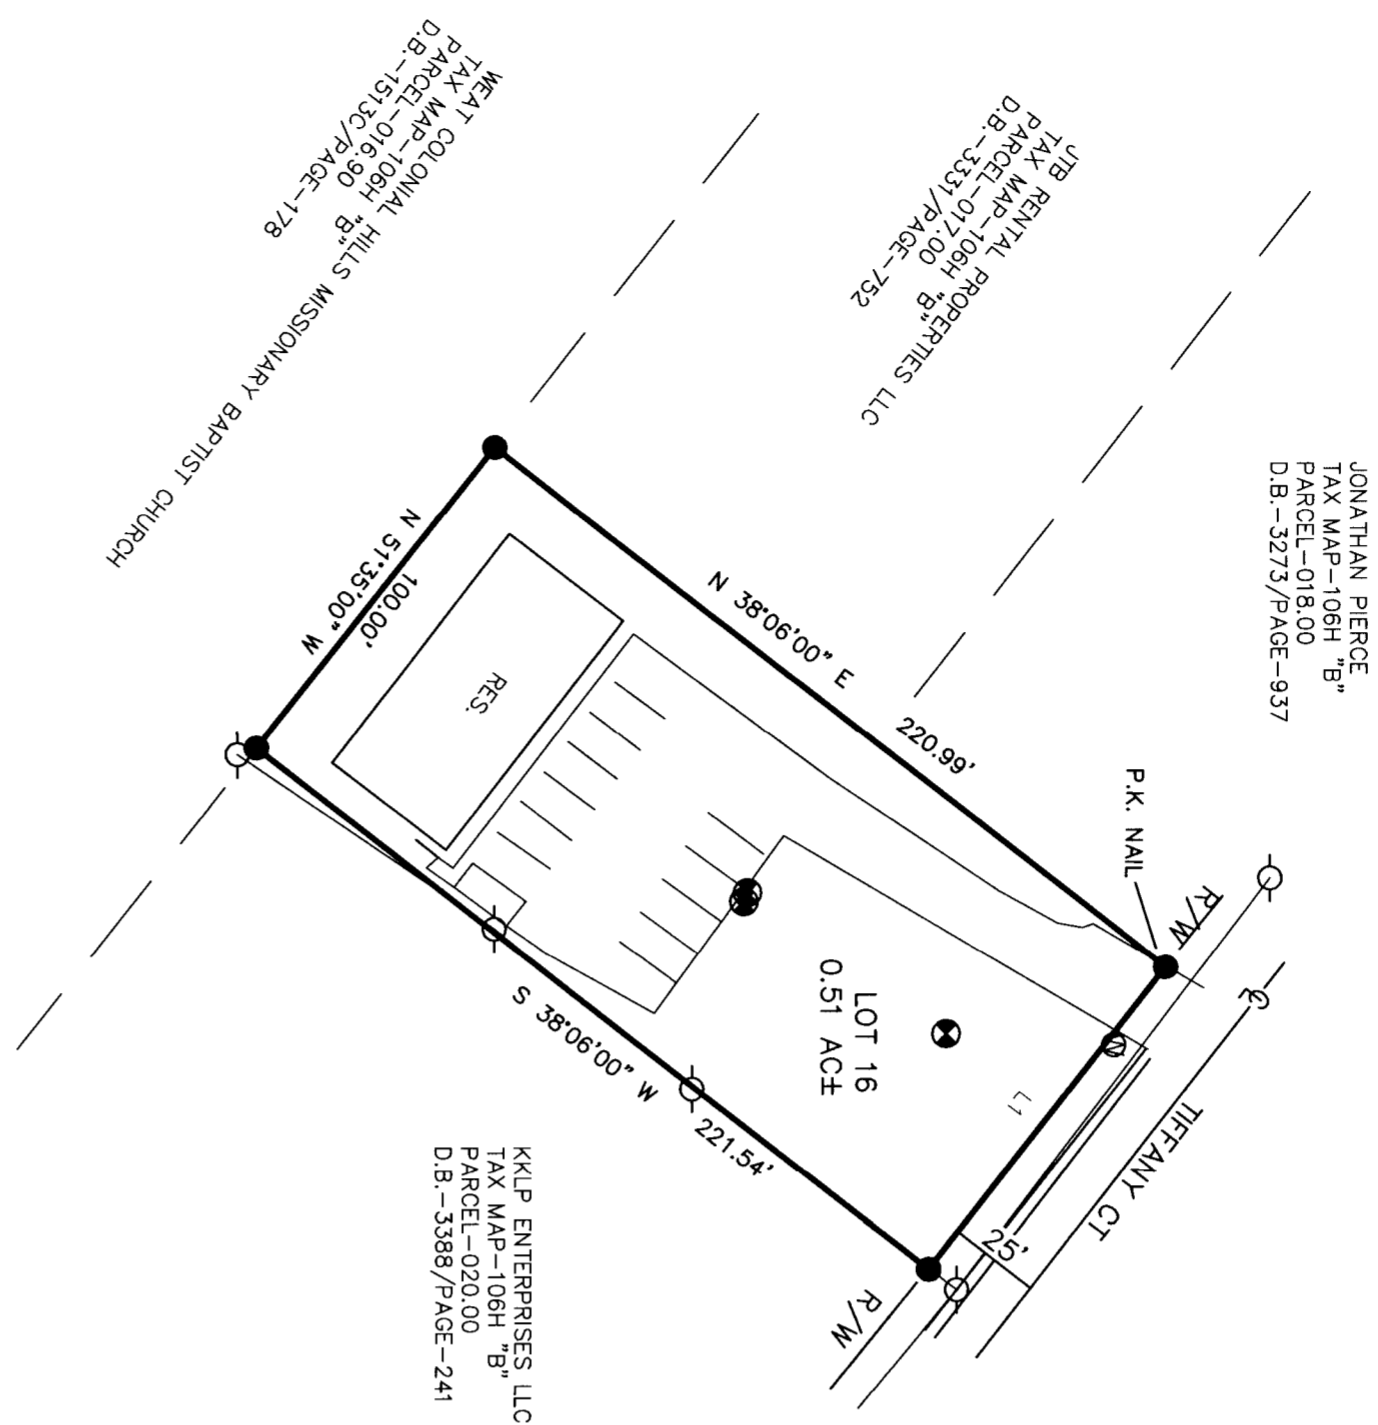 WEAT COLONIAL HILLS MISSIONARY BAPTIST CHURCH
TAX MAP-106H "B"
PARCEL-016.90
D.B.-1513C/PAGE-178
JTB RENTAL PROPERTIES LLC
TAX MAP-106H "B"
PARCEL-017.00
D.B.-3331/PAGE-752
JONATHAN PIERCE
TAX MAP-106H "B"
PARCEL-018.00
D.B.-3273/PAGE-937
N 51°35'00" W
100.00'
RES.
N 38°06'00" E
220.99'
P.K. NAIL
R/W
TIFFANY CT
LOT 16
0.51 AC±
L1
S 38°06'00" W
221.54'
25'
R/W
KKLP ENTERPRISES LLC
TAX MAP-106H "B"
PARCEL-020.00
D.B.-3388/PAGE-241